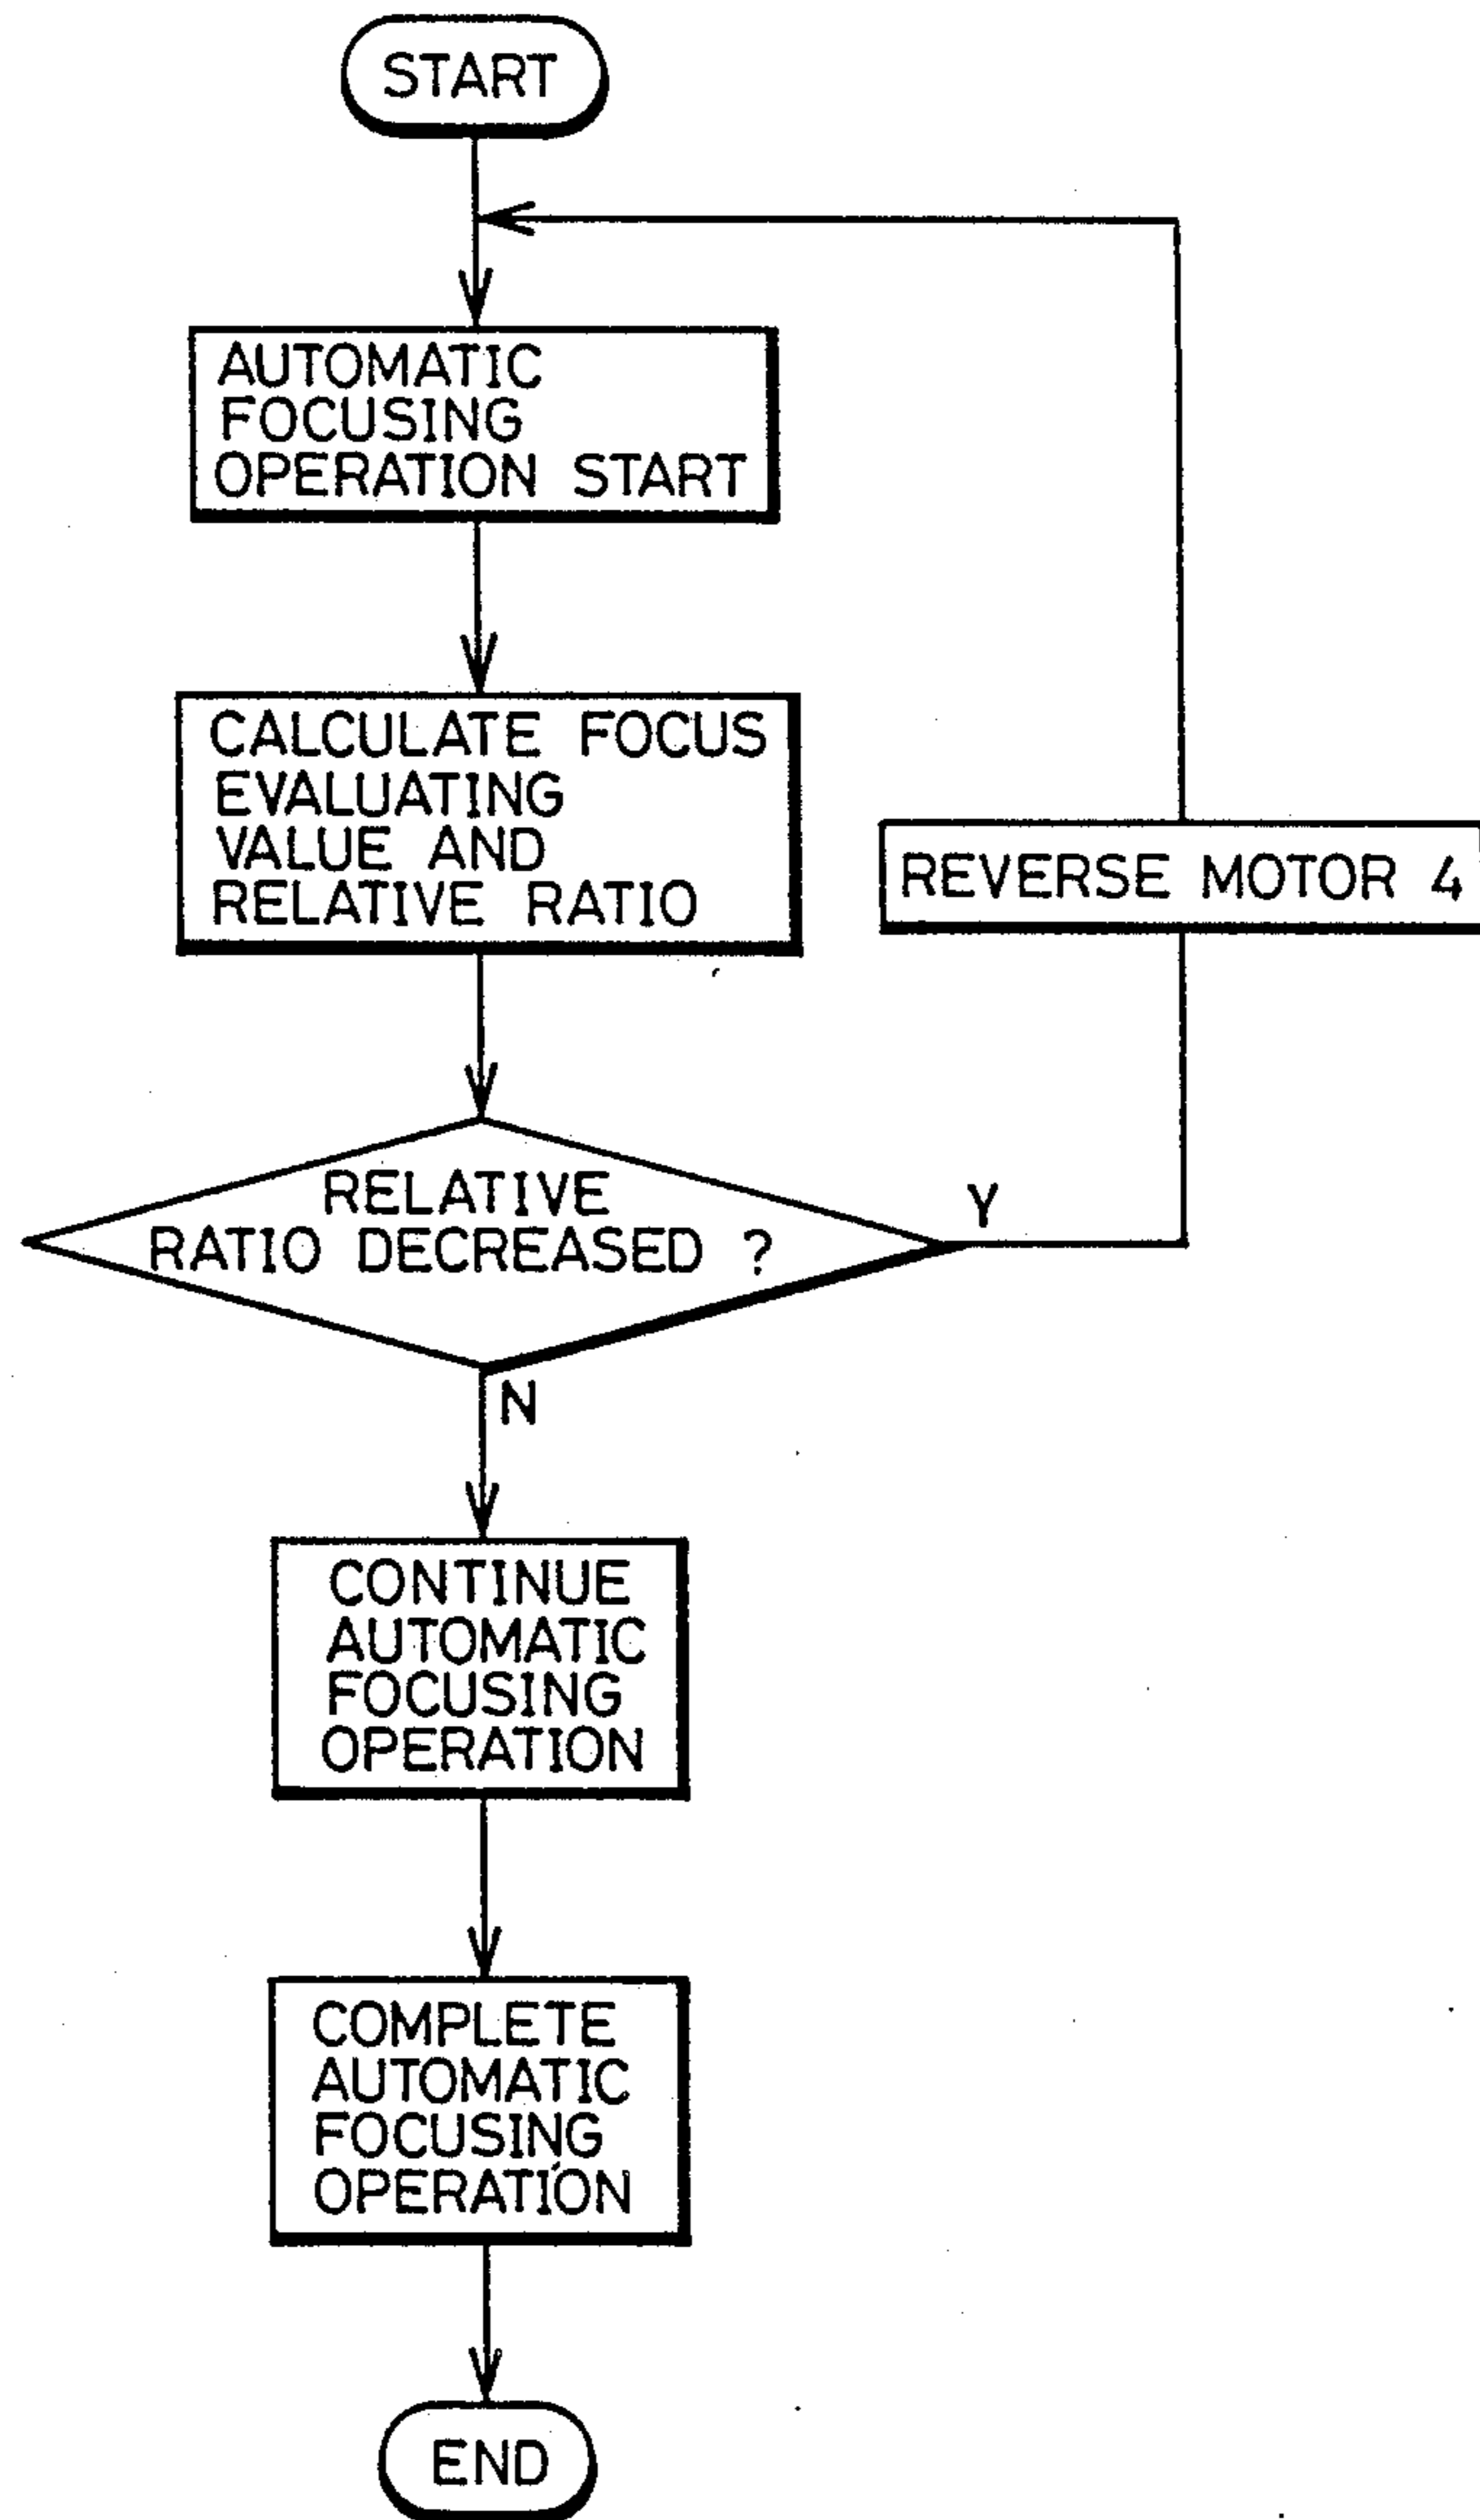 START
AUTOMATIC
FOCUSING
OPERATION START
CALCULATE FOCUS
EVALUATING
VALUE AND
RELATIVE RATIO
REVERSE MOTOR 4
RELATIVE
RATIO DECREASED ?
Y
N
CONTINUE
AUTOMATIC
FOCUSING
OPERATION
COMPLETE
AUTOMATIC
FOCUSING
OPERATION
END